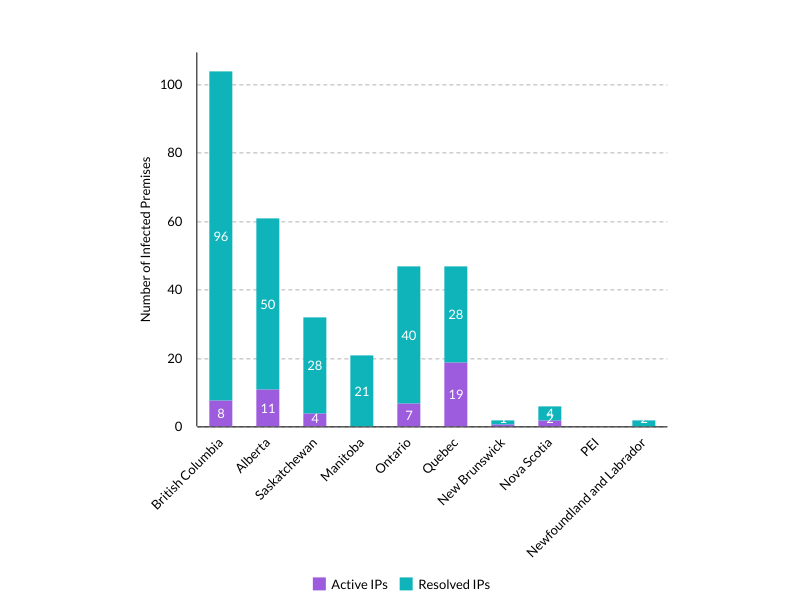 Number of Infected Premises
100
80
60
40
20
0
96
8
50
11
28
4
21
40
7
28
19
1
4
2
2
British Columbia
Alberta
Saskatchewan
Manitoba
Ontario
Quebec
New Brunswick
Nova Scotia
PEI
Newfoundland and Labrador
Active IPs
Resolved IPs